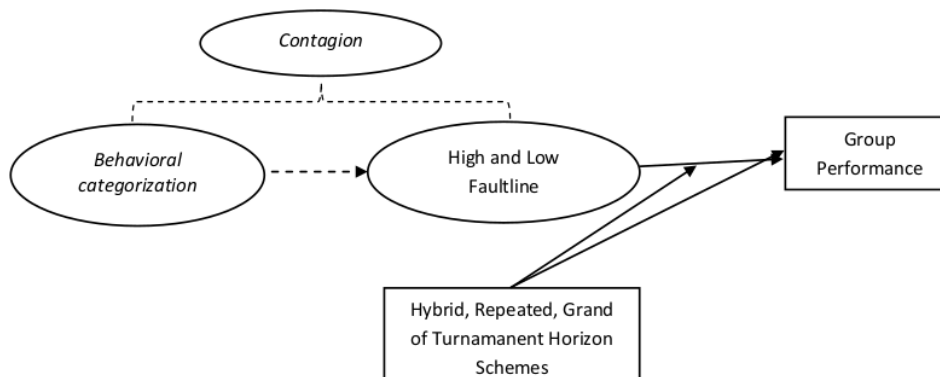 Contagion
Behavioral
categorization
High and Low
Faultline
Group
Performance
Hybrid, Repeated, Grand
of Turnamanent Horizon
Schemes